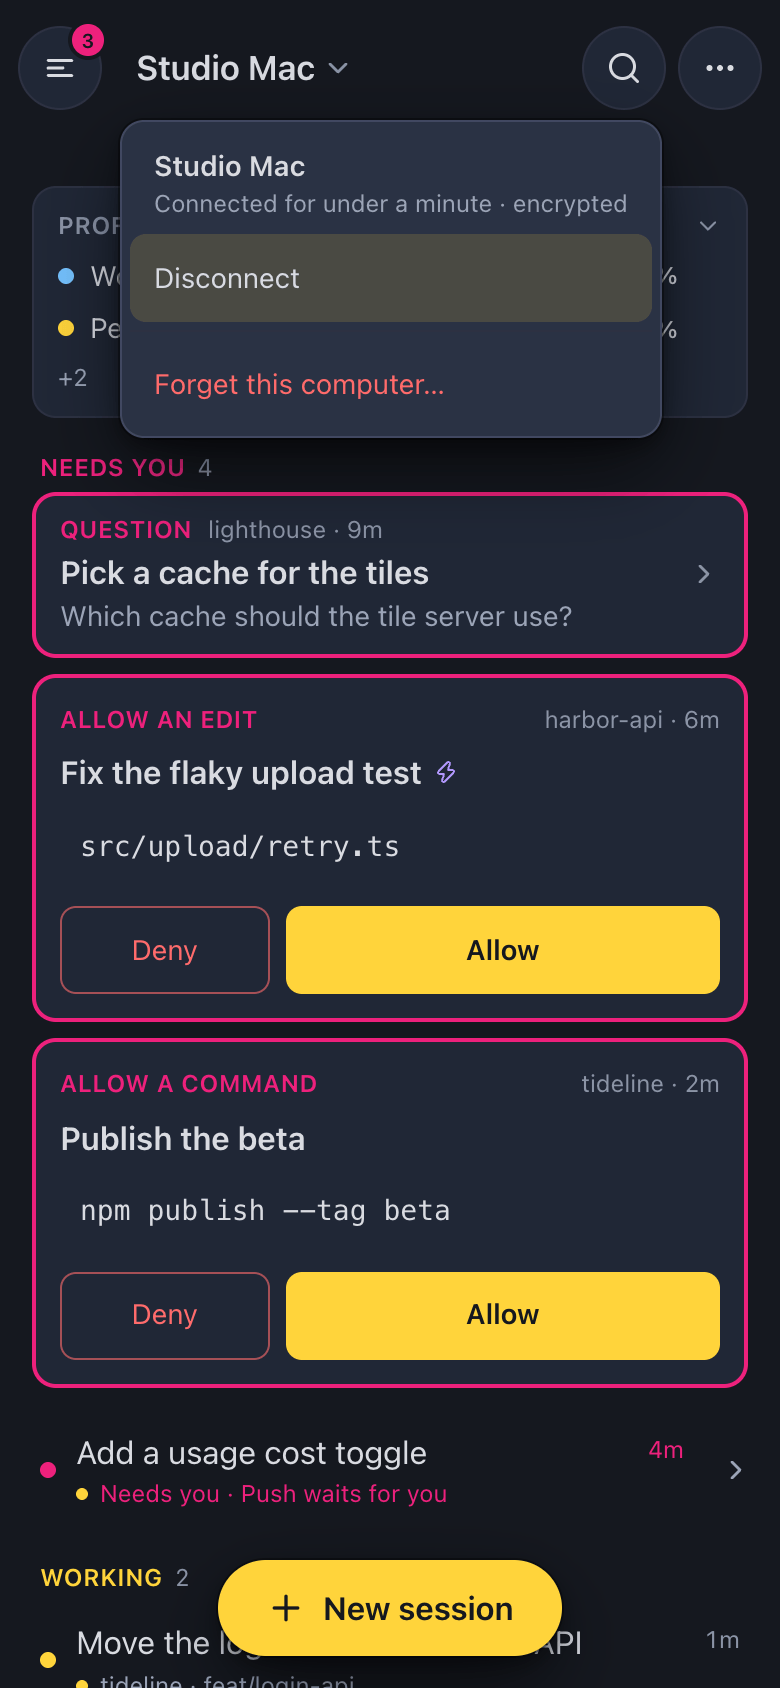 3
Studio Mac
Studio Mac
Connected for under a minute · encrypted
Disconnect
Forget this computer…
%
%
+2
NEEDS YOU 4
QUESTION lighthouse · 9m
Pick a cache for the tiles
Which cache should the tile server use?
ALLOW AN EDIT harbor-api · 6m
Fix the flaky upload test
src/upload/retry.ts
Deny Allow
ALLOW A COMMAND tideline · 2m
Publish the beta
npm publish --tag beta
Deny Allow
Add a usage cost toggle 4m
Needs you · Push waits for you
WORKING 2
New session
Move the API 1m
tideline · feat/login-api